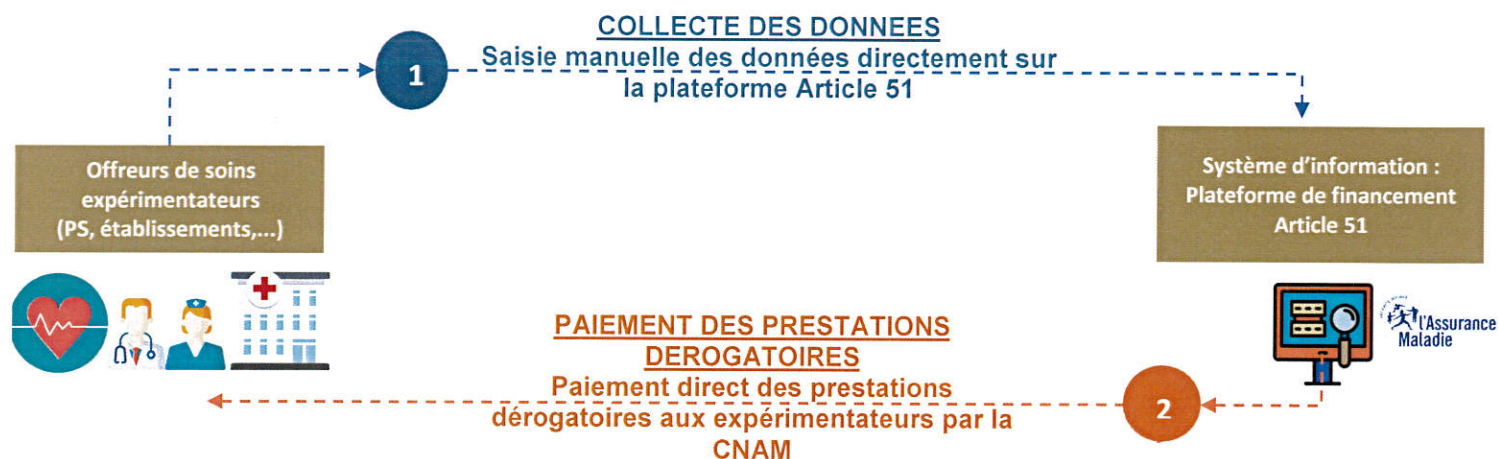 COLLECTE DES DONNEES
Saisie manuelle des données directement sur
la plateforme Article 51
1
Offreurs de soins
expérimentateurs
(PS, établissements,...)
Système d'information :
Plateforme de financement
Article 51
l'Assurance
Maladie
PAIEMENT DES PRESTATIONS
DEROGATOIRES
Paiement direct des prestations
dérogatoires aux expérimentateurs par la
CNAM
2